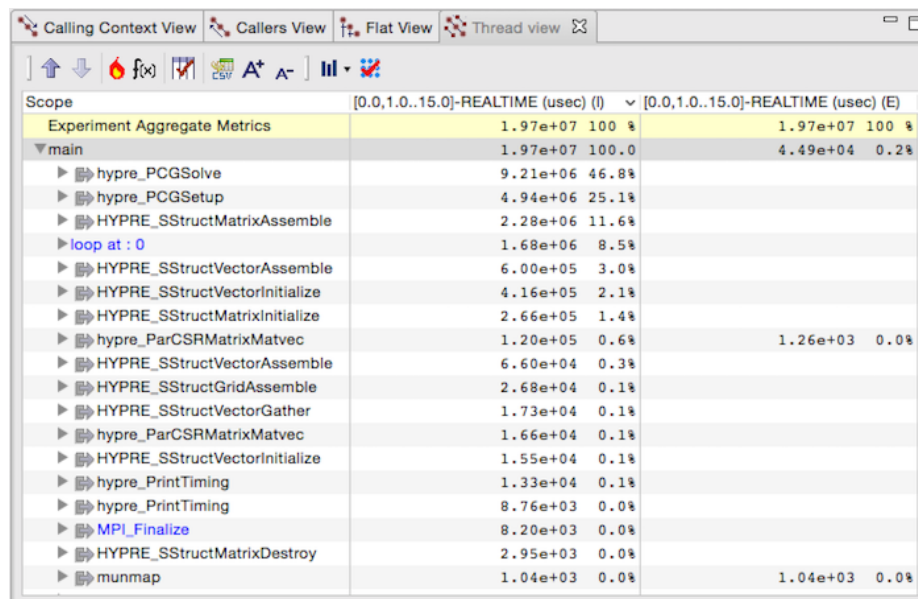 Calling Context View Callers View Flat View Thread view
f(x) CSV A+ A-
Scope [0.0,1.0..15.0]-REALTIME (usec) (I) [0.0,1.0..15.0]-REALTIME (usec) (E)
Experiment Aggregate Metrics 1.97e+07 100 % 1.97e+07 100 %
main 1.97e+07 100.0 4.49e+04 0.2%
hypre_PCGSolve 9.21e+06 46.8%
hypre_PCGSetup 4.94e+06 25.1%
HYPRE_SStructMatrixAssemble 2.28e+06 11.6%
loop at : 0 1.68e+06 8.5%
HYPRE_SStructVectorAssemble 6.00e+05 3.0%
HYPRE_SStructVectorInitialize 4.16e+05 2.1%
HYPRE_SStructMatrixInitialize 2.66e+05 1.4%
hypre_ParCSRMatrixMatvec 1.20e+05 0.6% 1.26e+03 0.0%
HYPRE_SStructVectorAssemble 6.60e+04 0.3%
HYPRE_SStructGridAssemble 2.68e+04 0.1%
HYPRE_SStructVectorGather 1.73e+04 0.1%
hypre_ParCSRMatrixMatvec 1.66e+04 0.1%
HYPRE_SStructVectorInitialize 1.55e+04 0.1%
hypre_PrintTiming 1.33e+04 0.1%
hypre_PrintTiming 8.76e+03 0.0%
MPI_Finalize 8.20e+03 0.0%
HYPRE_SStructMatrixDestroy 2.95e+03 0.0%
munmap 1.04e+03 0.0% 1.04e+03 0.0%